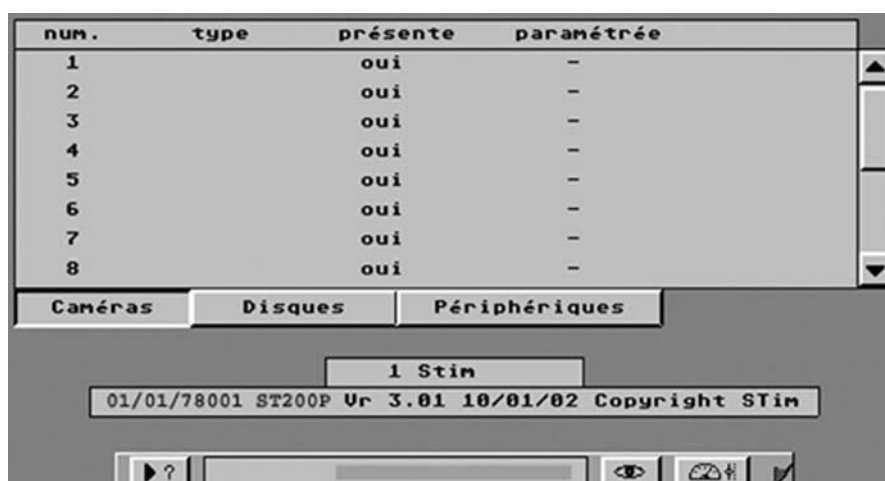 num. type présente paramétrée
1 oui -
2 oui -
3 oui -
4 oui -
5 oui -
6 oui -
7 oui -
8 oui -
Caméras Disques Périphériques
1 Stim
01/01/78001 ST200P Vr 3.01 10/01/02 Copyright STim
?